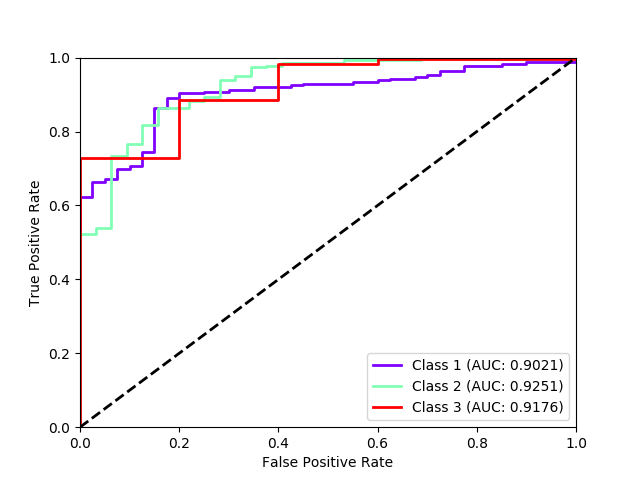 1.0
0.8
0.6
0.4
0.2
0.0
True Positive Rate
0.0 0.2 0.4 0.6 0.8 1.0
False Positive Rate
Class 1 (AUC: 0.9021)
Class 2 (AUC: 0.9251)
Class 3 (AUC: 0.9176)